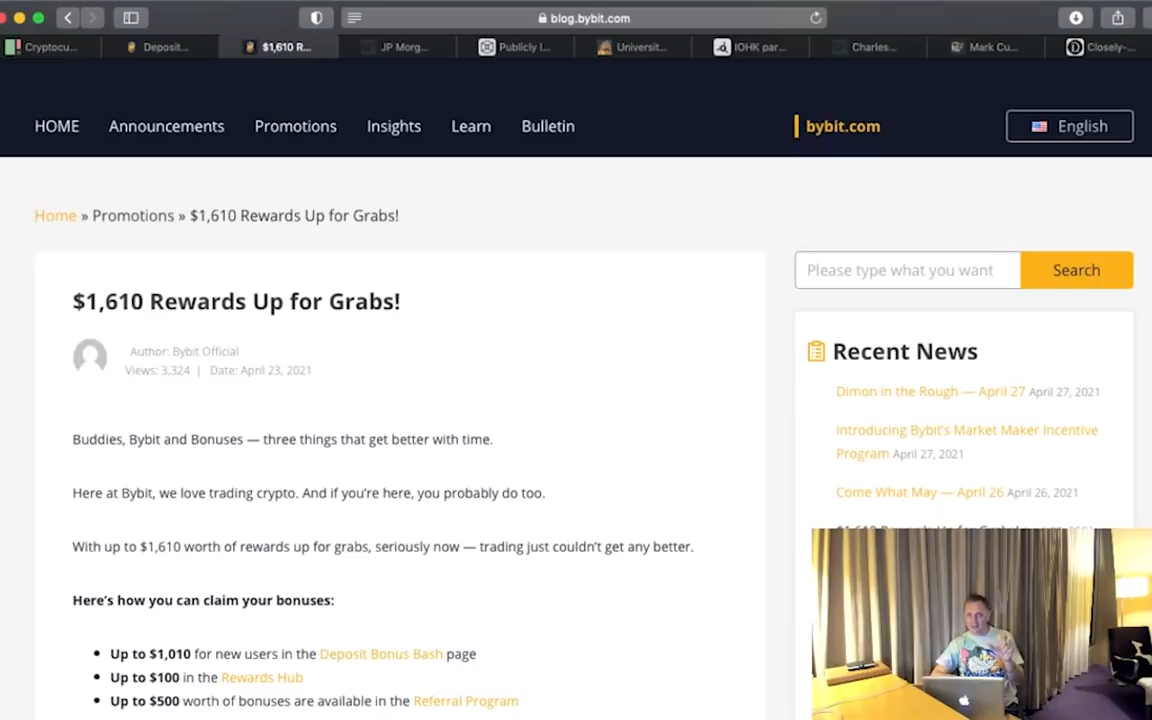 blog.bybit.com
Cryptocu...
Deposit...
$1,610 R...
JP Morg...
Publicly l...
Universit...
IOHK par...
Charles...
Mark Cu...
Closely-...
HOME
Announcements
Promotions
Insights
Learn
Bulletin
bybit.com
English
Home » Promotions » $1,610 Rewards Up for Grabs!
Please type what you want
Search
$1,610 Rewards Up for Grabs!
Author: Bybit Official
Views: 3,324 | Date: April 23, 2021
Buddies, Bybit and Bonuses — three things that get better with time.
Here at Bybit, we love trading crypto. And if you're here, you probably do too.
With up to $1,610 worth of rewards up for grabs, seriously now — trading just couldn't get any better.
Here's how you can claim your bonuses:
Up to $1,010 for new users in the Deposit Bonus Bash page
Up to $100 in the Rewards Hub
Up to $500 worth of bonuses are available in the Referral Program
Recent News
Dimon in the Rough — April 27 April 27, 2021
Introducing Bybit's Market Maker Incentive
Program April 27, 2021
Come What May — April 26 April 26, 2021